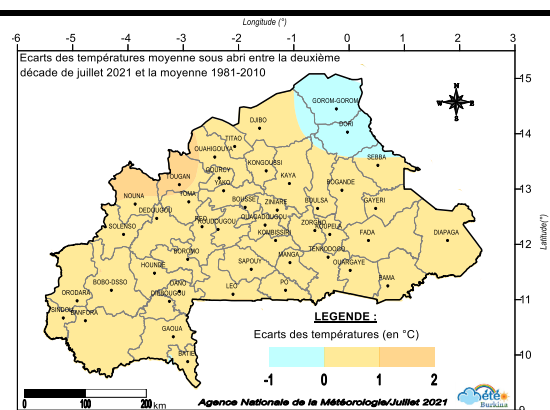 Longitude (°)
-6 -5 -4 -3 -2 -1 0 1 2 3
Ecarts des températures moyenne sous abri entre la deuxième
décade de juillet 2021 et la moyenne 1981-2010
15
N
W E
S
GOROM-GOROM
DJIBO
DORI
14
TITAO
OUAHIGOUYA
KONGOUSSI
SEBBA
GOURCY
TOUGAN
YAKO
KAYA
BOGANDE
13
NOUNA
TOMA
BOUSSE
ZINIARE
BOULSA
GAYERI
DEDOUGOU
REO
KOUDOUGOU
OUAGADOUGOU
ZORGHO
KOUPELA
SOLENSO
KOMBISSIRI
FADA
DIAPAGA
Latitude(°)
12
BOROMO
MANGA
TENKODOGO
HOUNDE
SAPOUY
OUARGAYE
BOBO-DSSO
DANO
LEO
PO
PAMA
ORODARA
DIEBOUGOU
11
SINDOU
BANFORA
LEGENDE :
GAOUA
Ecarts des températures (en °C)
BATIE
10
-1 0 1 2
0 100 200 km
Agence Nationale de la Météorologie/Juillet 2021
météo
Burkina
9